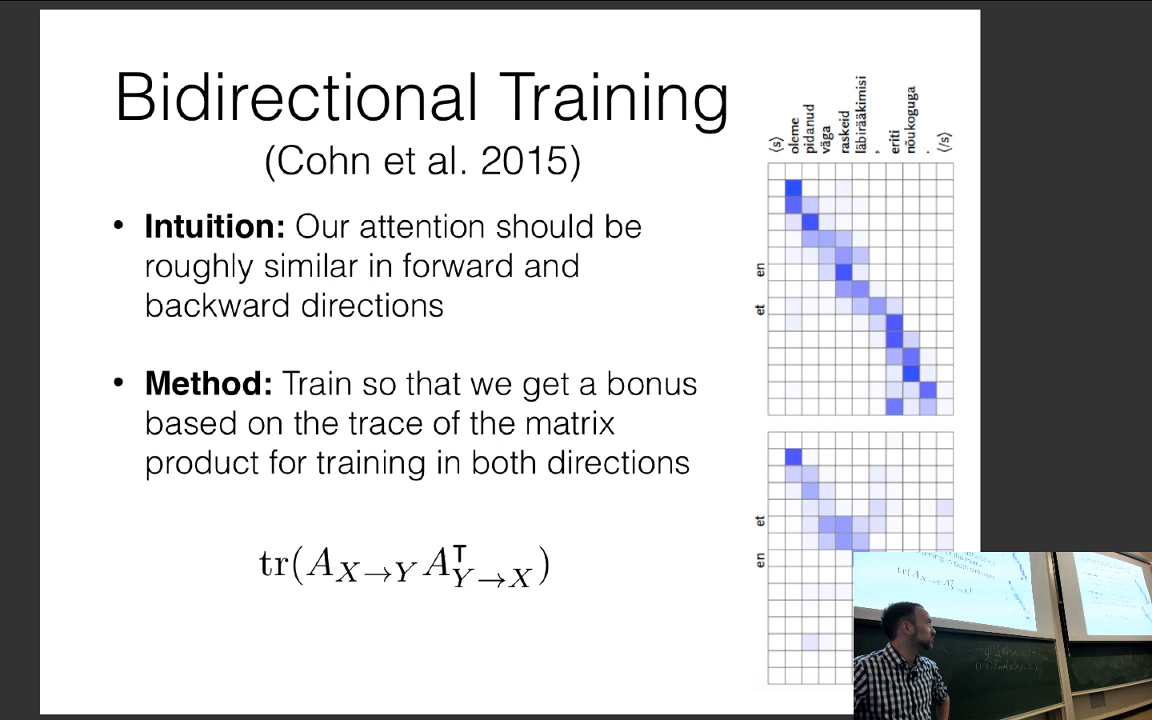 Bidirectional Training
(Cohn et al. 2015)
• Intuition: Our attention should be
roughly similar in forward and
backward directions
• Method: Train so that we get a bonus
based on the trace of the matrix
product for training in both directions
tr(A_{X→Y} A^T_{Y→X})
⟨s⟩
oleme
pidanud
väga
raskeid
läbirääkimisi
,
eriti
nõukoguga
.
⟨/s⟩
en
et
et
en